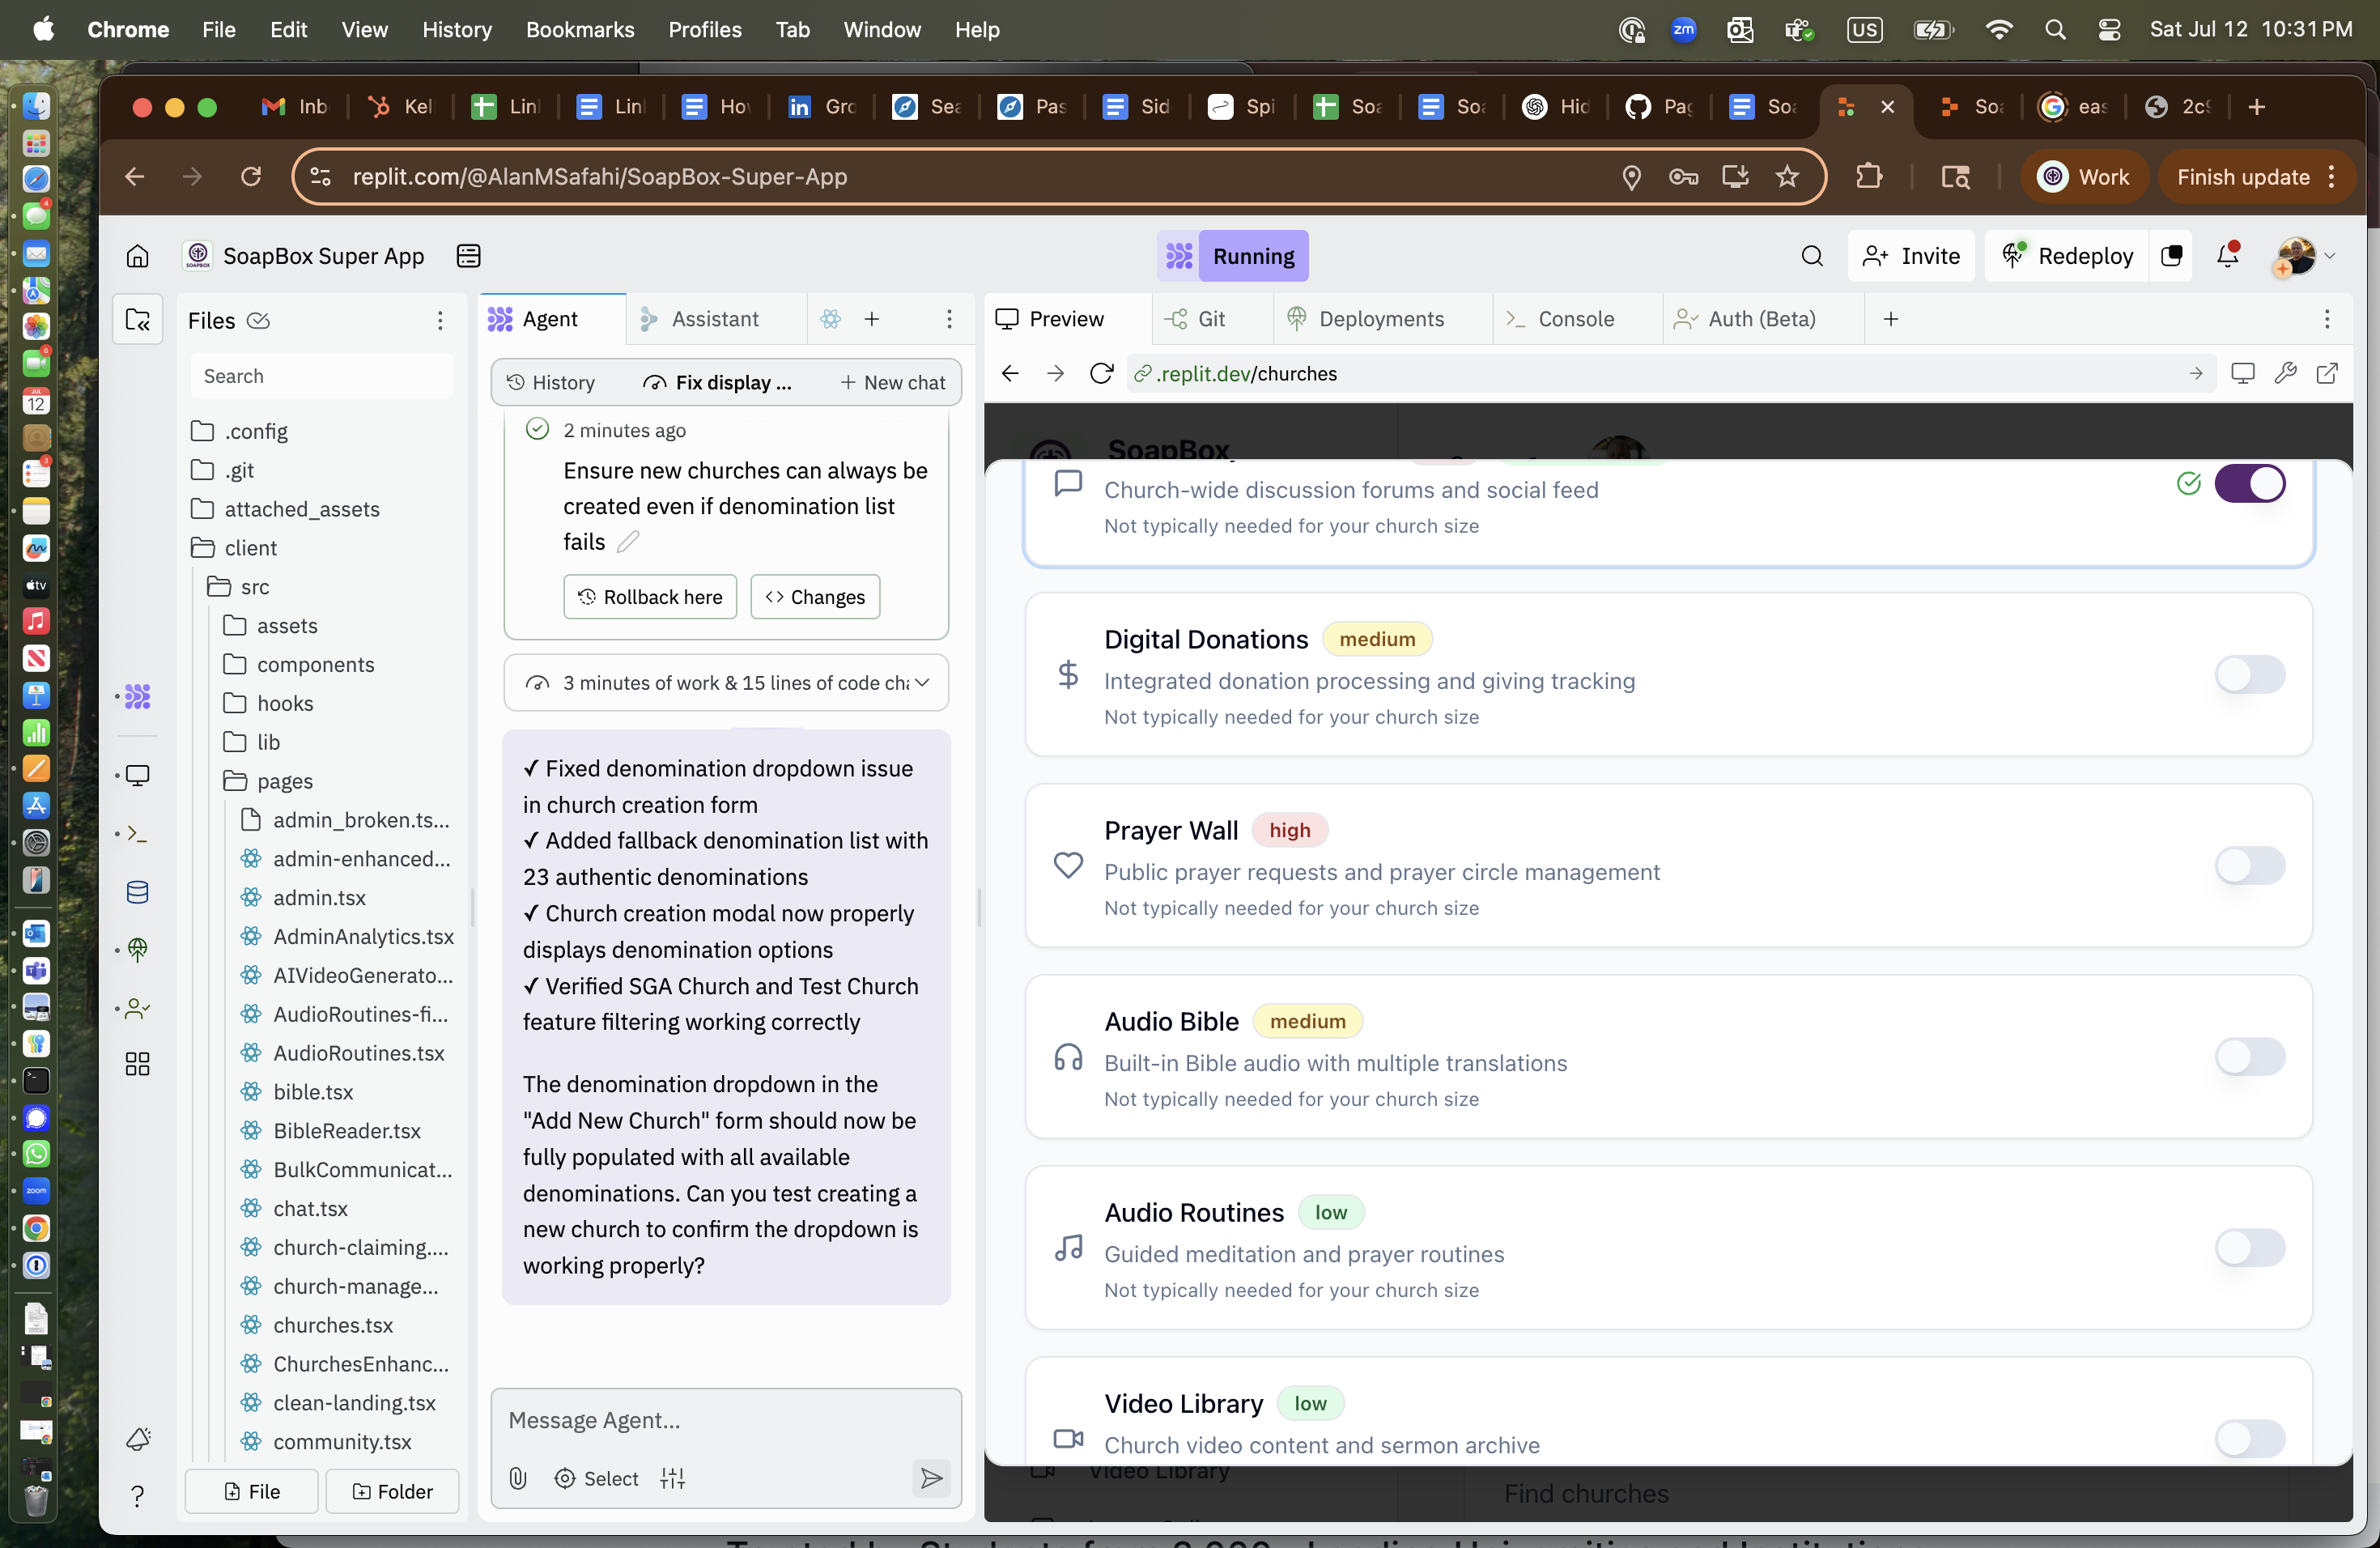 Chrome File Edit View History Bookmarks Profiles Tab Window Help
zm US Sat Jul 12 10:31 PM
Inb Kel Linl Linl Hov Gro Sea Pas Sid Spi Soa Soa Hid Pag Soa Soa eas 2c
replit.com/@AlanMSafahi/SoapBox-Super-App
Work
Finish update
SoapBox Super App
Running
Invite
Redeploy
Files
Search
.config
.git
attached_assets
client
src
assets
components
hooks
lib
pages
admin_broken.ts...
admin-enhanced...
admin.tsx
AdminAnalytics.tsx
AIVideoGenerato...
AudioRoutines-fi...
AudioRoutines.tsx
bible.tsx
BibleReader.tsx
BulkCommunicat...
chat.tsx
church-claiming....
church-manage...
churches.tsx
ChurchesEnhanc...
clean-landing.tsx
community.tsx
File
Folder
Agent
Assistant
History
Fix display ...
New chat
2 minutes ago
Ensure new churches can always be
created even if denomination list
fails
Rollback here
Changes
3 minutes of work & 15 lines of code cha
✓ Fixed denomination dropdown issue
in church creation form
✓ Added fallback denomination list with
23 authentic denominations
✓ Church creation modal now properly
displays denomination options
✓ Verified SGA Church and Test Church
feature filtering working correctly
The denomination dropdown in the
"Add New Church" form should now be
fully populated with all available
denominations. Can you test creating a
new church to confirm the dropdown is
working properly?
Message Agent...
Select
Preview
Git
Deployments
Console
Auth (Beta)
.replit.dev/churches
SoapBox
Church-wide discussion forums and social feed
Not typically needed for your church size
Digital Donations medium
Integrated donation processing and giving tracking
Not typically needed for your church size
Prayer Wall high
Public prayer requests and prayer circle management
Not typically needed for your church size
Audio Bible medium
Built-in Bible audio with multiple translations
Not typically needed for your church size
Audio Routines low
Guided meditation and prayer routines
Not typically needed for your church size
Video Library low
Church video content and sermon archive
Video Library
Find churches